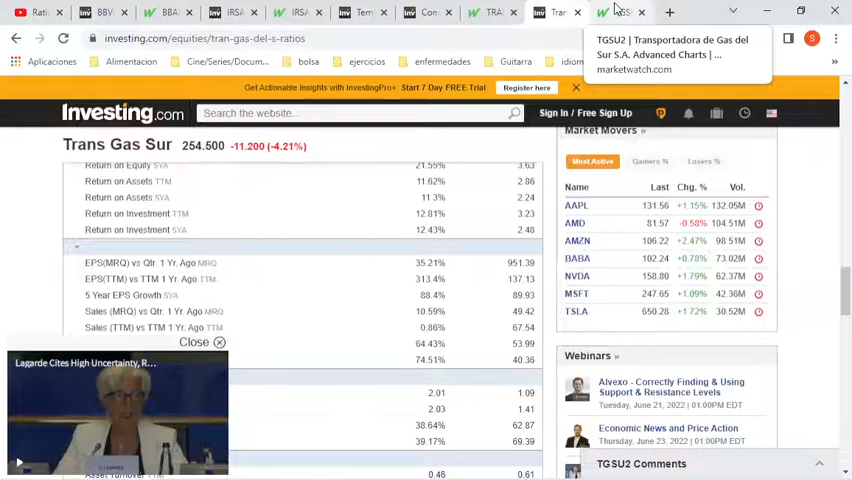 Rati
BBV
BBA
IRSA
IRSA
Tem
Con
TRA
Tran
TGSU
investing.com/equities/tran-gas-del-s-ratios
TGSU2 | Transportadora de Gas del
Sur S.A. Advanced Charts | ...
marketwatch.com
S
Aplicaciones
Cine/Series/Docum...
bolsa
ejercicios
enfermedades
Guitarra
Get Actionable Insights with InvestingPro+ Start 7 Day FREE Trial
Register here
Investing.com
Search the website...
Sign In / Free Sign Up
Trans Gas Sur 254.500 -11.200 (-4.21%)
Return on Equity 5YA 21.55% 3.63
Return on Assets TTM 11.62% 2.86
Return on Assets 5YA 11.3% 2.24
Return on Investment TTM 12.81% 3.23
Return on Investment 5YA 12.43% 2.48
EPS(MRQ) vs Qtr. 1 Yr. Ago MRQ 35.21% 951.39
EPS(TTM) vs TTM 1 Yr. Ago TTM 313.4% 137.13
5 Year EPS Growth 5YA 88.4% 89.93
Sales (MRQ) vs Qtr. 1 Yr. Ago MRQ 10.59% 49.42
Sales (TTM) vs TTM 1 Yr. Ago TTM 0.86% 67.54
64.43% 53.99
74.51% 40.36
2.01 1.09
2.03 1.41
38.64% 62.87
39.17% 69.39
Asset Turnover TTM 0.46 0.61
Close
Lagarde Cites High Uncertainty, R...
C. LAGARDE
Market Movers »
Most Active
Gainers %
Losers %
Name Last Chg. % Vol.
AAPL 131.56 +1.15% 132.05M
AMD 81.57 -0.58% 104.51M
AMZN 106.22 +2.47% 98.51M
BABA 102.24 +0.78% 73.02M
NVDA 158.80 +1.79% 62.37M
MSFT 247.65 +1.09% 42.36M
TSLA 650.28 +1.72% 30.52M
Webinars »
Alvexo - Correctly Finding & Using
Support & Resistance Levels
Tuesday, June 21, 2022 | 01:00PM EDT
Economic News and Price Action
Thursday, June 23, 2022 | 01:00PM EDT
TGSU2 Comments